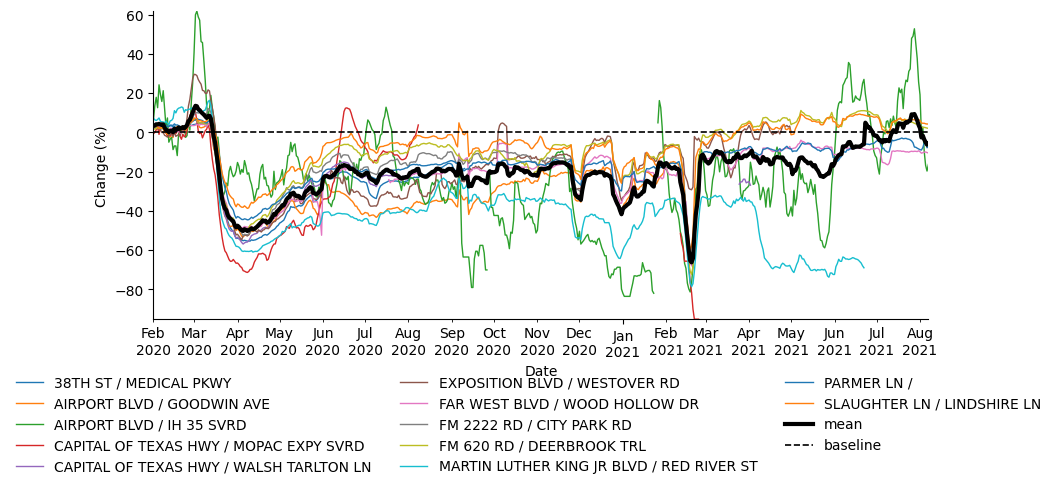 60
40
20
0
−20
−40
−60
−80
Change (%)
Feb Mar Apr May Jun Jul Aug Sep Oct Nov Dec Jan Feb Mar Apr May Jun Jul Aug
2020 2020 2020 2020 2020 2020 2020 2020 2020 2020 2020 2021 2021 2021 2021 2021 2021 2021 2021
Date
38TH ST / MEDICAL PKWY
AIRPORT BLVD / GOODWIN AVE
AIRPORT BLVD / IH 35 SVRD
CAPITAL OF TEXAS HWY / MOPAC EXPY SVRD
CAPITAL OF TEXAS HWY / WALSH TARLTON LN
EXPOSITION BLVD / WESTOVER RD
FAR WEST BLVD / WOOD HOLLOW DR
FM 2222 RD / CITY PARK RD
FM 620 RD / DEERBROOK TRL
MARTIN LUTHER KING JR BLVD / RED RIVER ST
PARMER LN /
SLAUGHTER LN / LINDSHIRE LN
mean
baseline